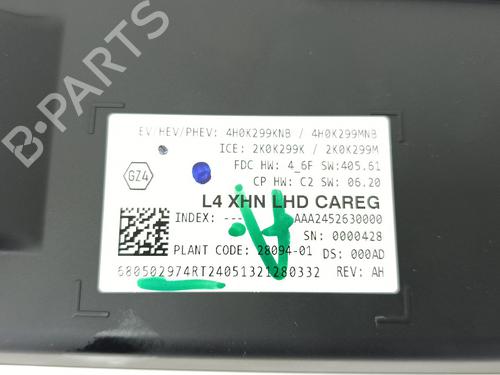 EV/HEV/PHEV: 4H0K299KNB / 4H0K299MNB
ICE: 2K0K299K / 2K0K299M
FDC HW: 4_6F SW:405.61
GZ4
CP HW: C2 SW: 06.20
L4 XHN LHD CAREG
INDEX: --- AAA2452630000
SN: 0000428
PLANT CODE: 28094-01 DS: 000AD
680502974RT24051321280332 REV: AH
B-PARTS